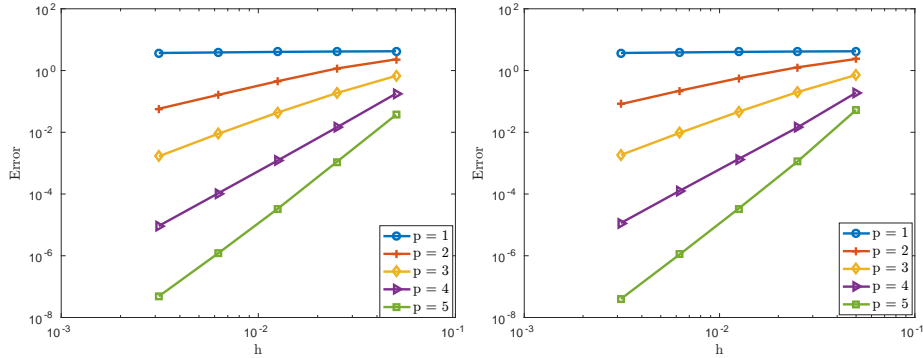 10^2
10^0
10^-2
10^-4
10^-6
10^-8
Error
10^-3
10^-2
10^-1
h
p = 1
p = 2
p = 3
p = 4
p = 5
10^2
10^0
10^-2
10^-4
10^-6
10^-8
Error
10^-3
10^-2
10^-1
h
p = 1
p = 2
p = 3
p = 4
p = 5